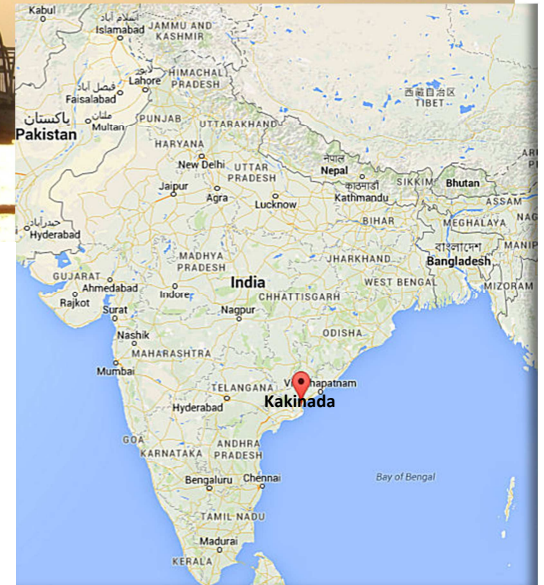 Kabul
اسلام آباد
Islamabad
JAMMU AND
KASHMIR
لاہور
Lahore
HIMACHAL
PRADESH
فیصل آباد
Faisalabad
西藏自治区
TIBET
پاکستان
Pakistan
ملتان
Multan
PUNJAB
UTTARAKHAND
HARYANA
New Delhi
UTTAR
PRADESH
नेपाल
Nepal
Jaipur
Agra
Lucknow
काठमाडौं
Kathmandu
SIKKIM
Bhutan
ASSAM
حیدرآباد
Hyderabad
BIHAR
MEGHALAYA
NAG
বাংলাদেশ
Bangladesh
MANIP
MADHYA
PRADESH
JHARKHAND
GUJARAT
Ahmedabad
Indore
India
CHHATTISGARH
WEST BENGAL
MIZORAM
Rajkot
Surat
Nagpur
Nashik
ODISHA
MAHARASHTRA
Mumbai
TELANGANA
Hyderabad
Kakinada
GOA
KARNATAKA
ANDHRA
PRADESH
Bengaluru
Chennai
Bay of Bengal
TAMIL NADU
Madurai
KERALA